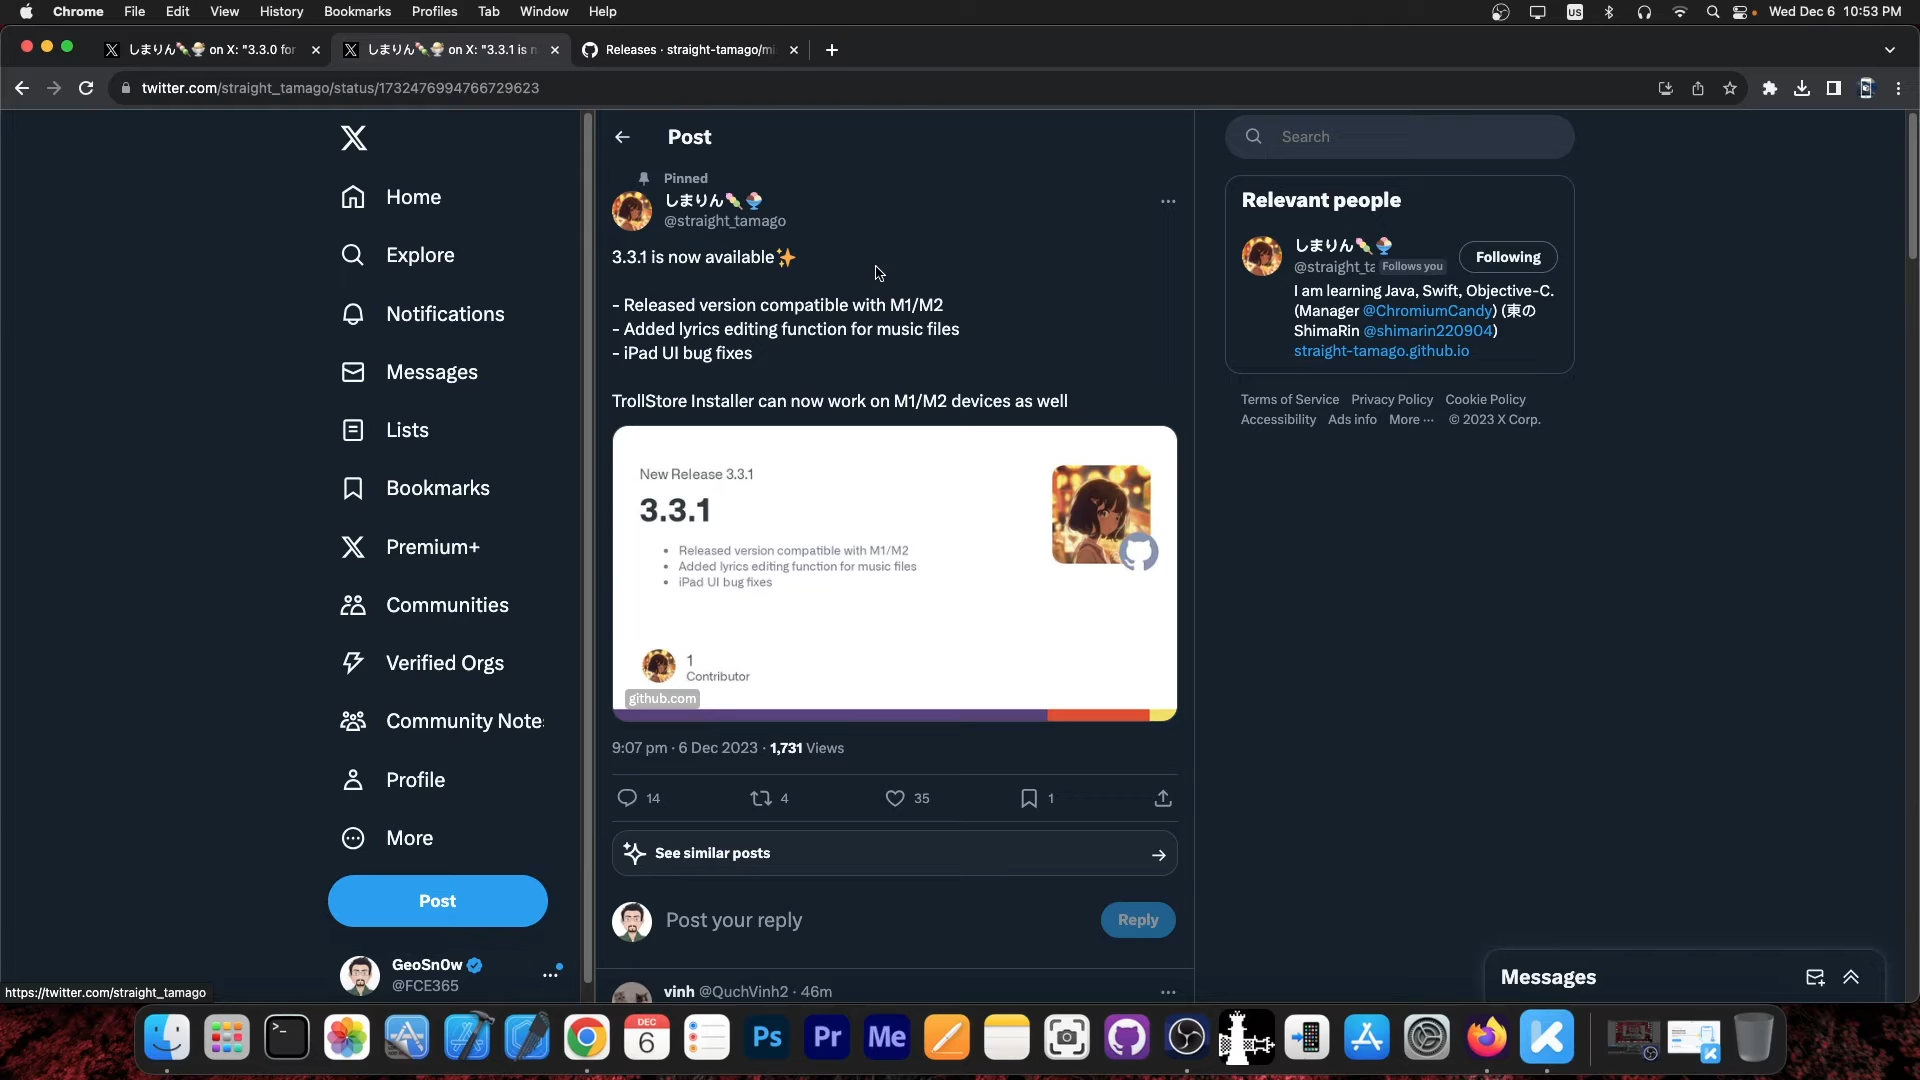 Chrome File Edit View History Bookmarks Profiles Tab Window Help US Wed Dec 6 10:53 PM
しまりん🍡🍧 on X: "3.3.0 for
しまりん🍡🍧 on X: "3.3.1 is n
Releases · straight-tamago/mi
twitter.com/straight_tamago/status/1732476994766729623
Home
Explore
Notifications
Messages
Lists
Bookmarks
Premium+
Communities
Verified Orgs
Community Notes
Profile
More
Post
GeoSn0w
@FCE365
https://twitter.com/straight_tamago
Post
Pinned
しまりん🍡🍧
@straight_tamago
3.3.1 is now available✨
- Released version compatible with M1/M2
- Added lyrics editing function for music files
- iPad UI bug fixes
TrollStore Installer can now work on M1/M2 devices as well
New Release 3.3.1
3.3.1
• Released version compatible with M1/M2
• Added lyrics editing function for music files
• iPad UI bug fixes
1
Contributor
github.com
9:07 pm · 6 Dec 2023 · 1,731 Views
14 4 35 1
See similar posts
Post your reply
Reply
vinh @QuchVinh2 · 46m
Search
Relevant people
しまりん🍡🍧
@straight_ta Follows you
Following
I am learning Java, Swift, Objective-C.
(Manager @ChromiumCandy) (東の
ShimaRin @shimarin220904)
straight-tamago.github.io
Terms of Service Privacy Policy Cookie Policy
Accessibility Ads info More ··· © 2023 X Corp.
Messages
DEC
6
Ps
Pr
Me